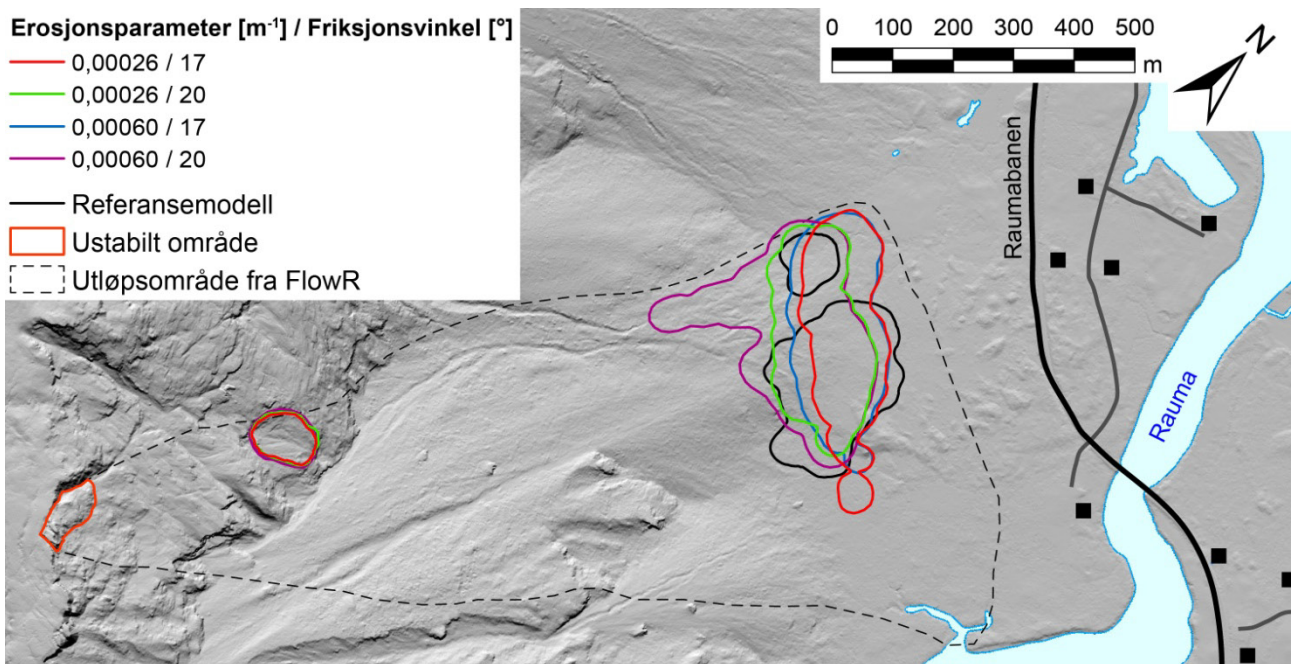 Erosjonsparameter [m⁻¹] / Friksjonsvinkel [°]
0,00026 / 17
0,00026 / 20
0,00060 / 17
0,00060 / 20
Referansemodell
Ustabilt område
Utløpsområde fra FlowR
0 100 200 300 400 500
m
N
Raumabanen
Rauma